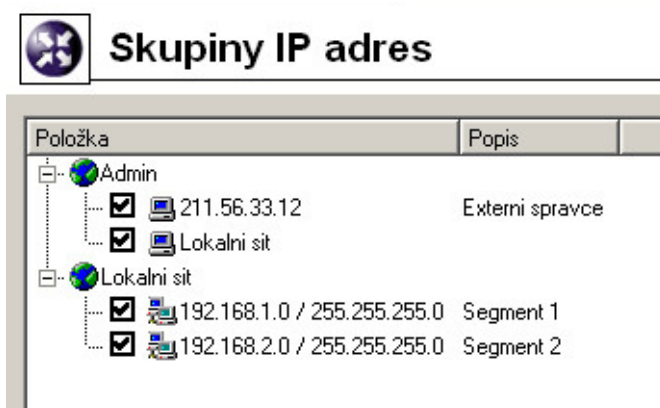 Skupiny IP adres
Položka Popis
Admin
211.56.33.12 Externi spravce
Lokalni sit
Lokalni sit
192.168.1.0 / 255.255.255.0 Segment 1
192.168.2.0 / 255.255.255.0 Segment 2